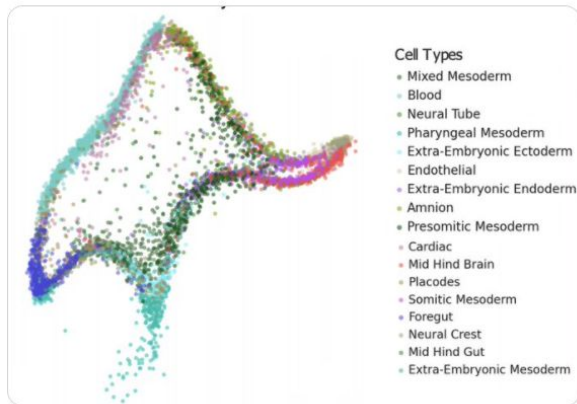 Cell Types
Mixed Mesoderm
Blood
Neural Tube
Pharyngeal Mesoderm
Extra-Embryonic Ectoderm
Endothelial
Extra-Embryonic Endoderm
Amnion
Presomitic Mesoderm
Cardiac
Mid Hind Brain
Placodes
Somitic Mesoderm
Foregut
Neural Crest
Mid Hind Gut
Extra-Embryonic Mesoderm